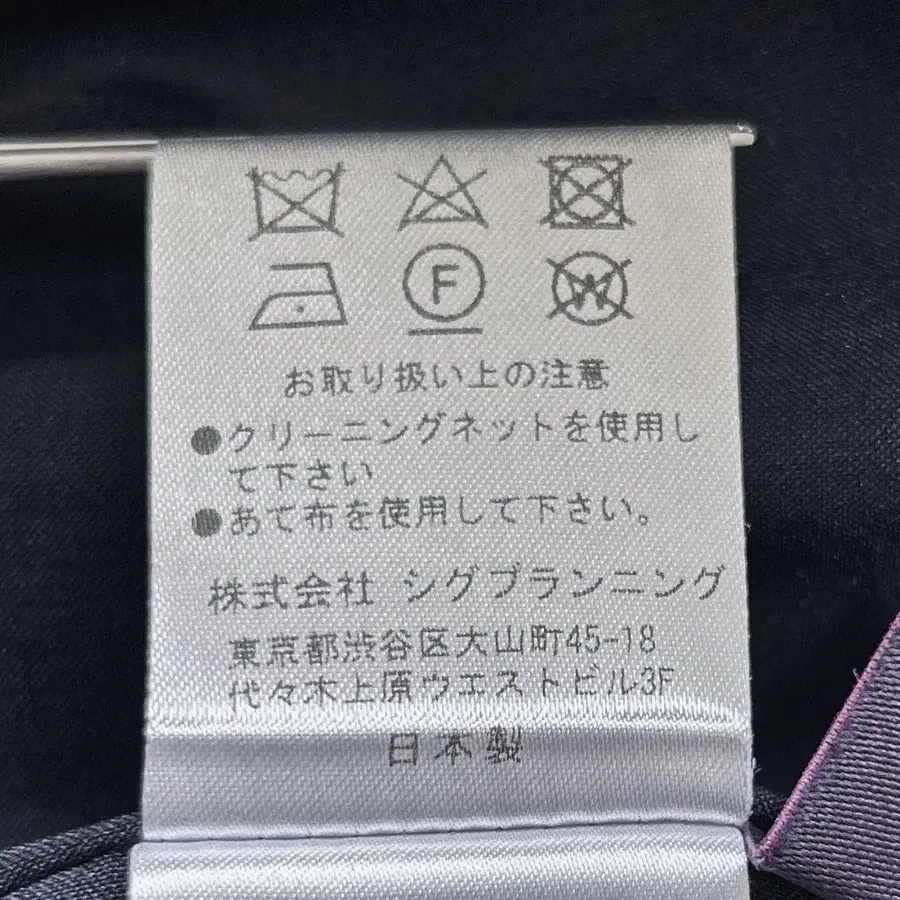 F
W
お取り扱い上の注意
●クリーニングネットを使用し
て下さい
●あて布を使用して下さい。
株式会社 シグプランニング
東京都渋谷区大山町45-18
代々木上原ウエストビル3F
日本製